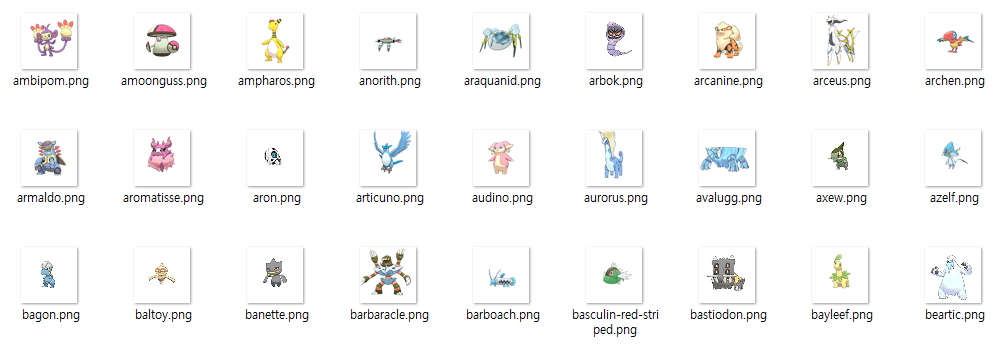 ambipom.png
amoonguss.png
ampharos.png
anorith.png
araquanid.png
arbok.png
arcanine.png
arceus.png
archen.png
armaldo.png
aromatisse.png
aron.png
articuno.png
audino.png
aurorus.png
avalugg.png
axew.png
azelf.png
bagon.png
baltoy.png
banette.png
barbaracle.png
barboach.png
basculin-red-stri
ped.png
bastiodon.png
bayleef.png
beartic.png